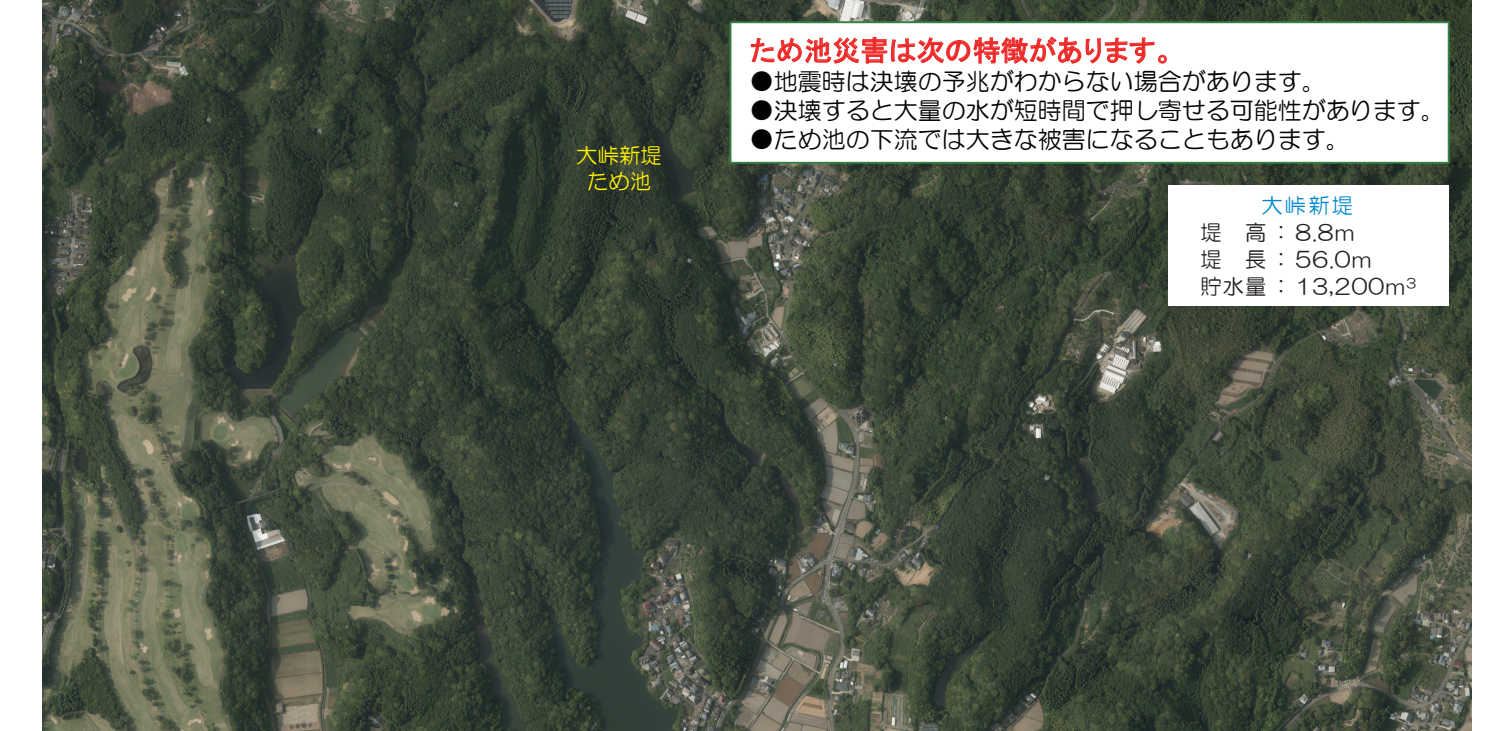 ため池災害は次の特徴があります。
●地震時は決壊の予兆がわからない場合があります。
●決壊すると大量の水が短時間で押し寄せる可能性があります。
●ため池の下流では大きな被害になることもあります。
大峠新堤
ため池
大峠新堤
堤　高：8.8m
堤　長：56.0m
貯水量：13,200m³